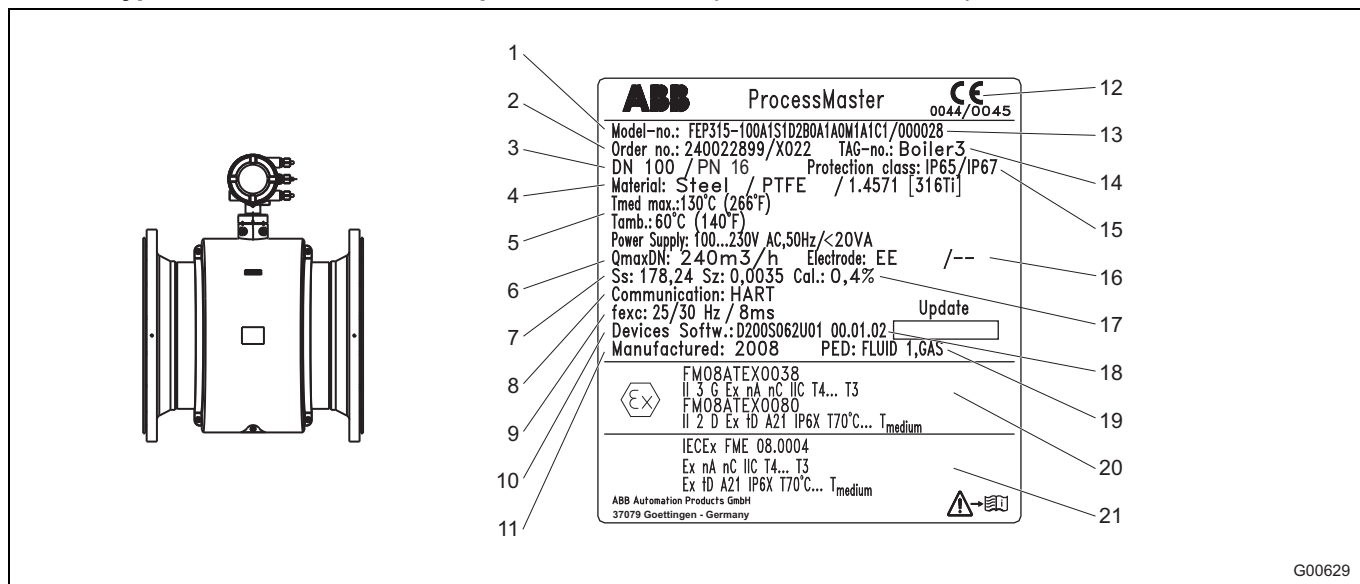 1
2
3
4
5
6
7
8
9
10
11
ABB ProcessMaster CE
0044/0045
Model-no.: FEP315-100A1S1D2B0A1A0M1A1C1/000028
Order no.: 240022899/X022 TAG-no.: Boiler3
DN 100 / PN 16 Protection class: IP65/IP67
Material: Steel / PTFE / 1.4571 [316Ti]
Tmed max.:130°C (266°F)
Tamb.: 60°C (140°F)
Power Supply: 100...230V AC,50Hz/<20VA
QmaxDN: 240m3/h Electrode: EE /--
Ss: 178,24 Sz: 0,0035 Cal.: 0,4%
Communication: HART
fexc: 25/30 Hz / 8ms Update
Devices Softw.: D200S062U01 00.01.02
Manufactured: 2008 PED: FLUID 1,GAS
Ex
FM08ATEX0038
II 3 G Ex nA nC IIC T4... T3
FM08ATEX0080
II 2 D Ex tD A21 IP6X T70°C... Tmedium
IECEx FME 08.0004
Ex nA nC IIC T4... T3
Ex tD A21 IP6X T70°C... Tmedium
ABB Automation Products GmbH
37079 Goettingen - Germany
i
12
13
14
15
16
17
18
19
20
21
G00629